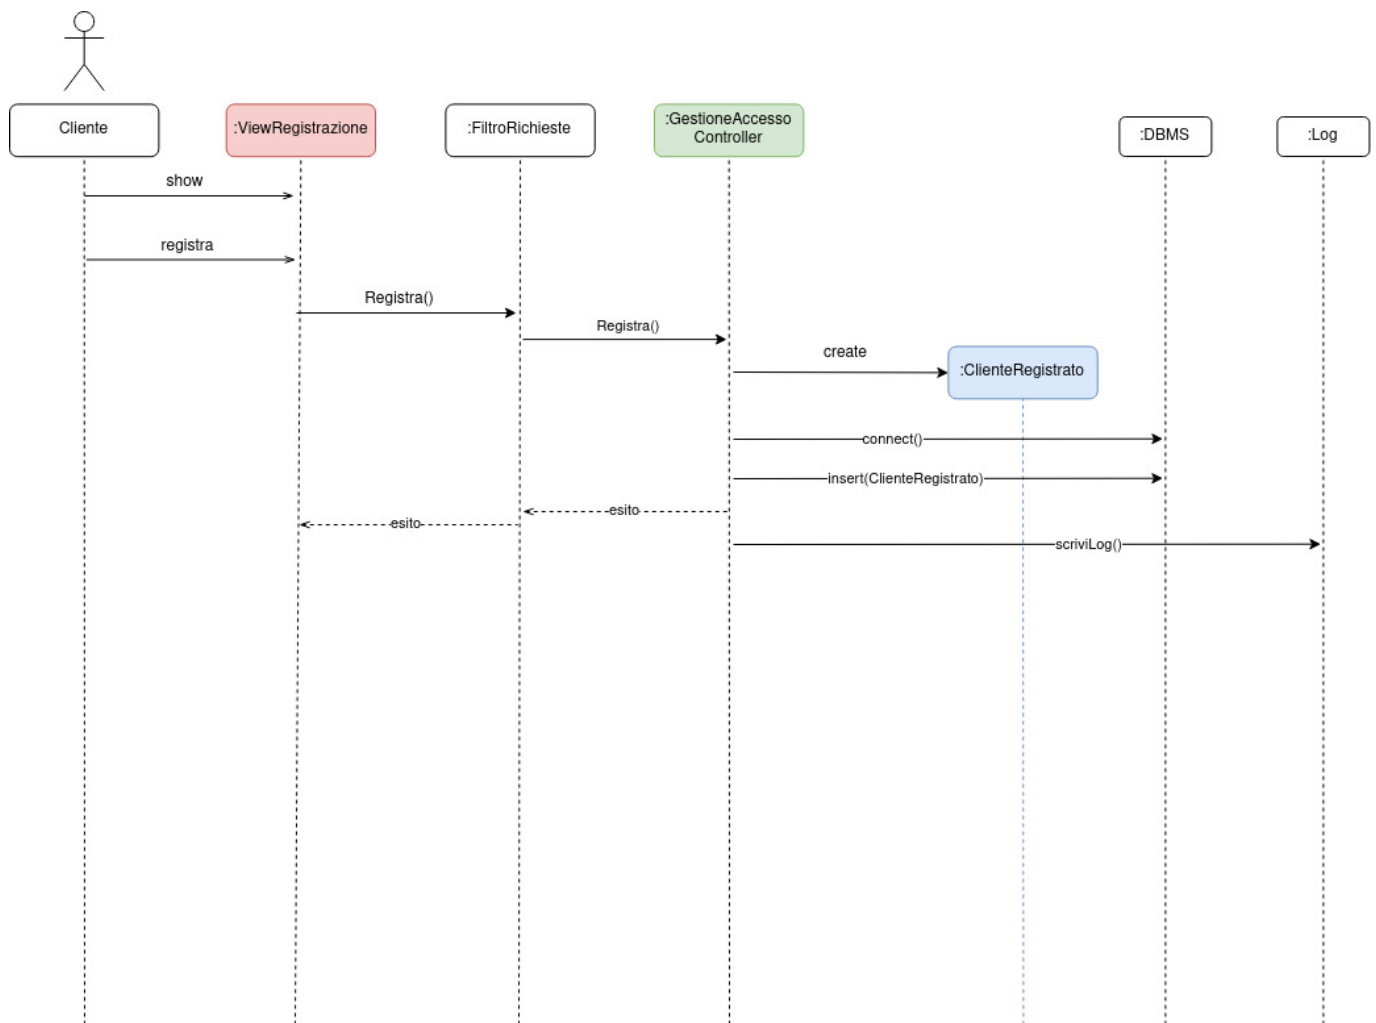 Cliente
:ViewRegistrazione
:FiltroRichieste
:GestioneAccesso
Controller
:DBMS
:Log
show
registra
Registra()
Registra()
create
:ClienteRegistrato
connect()
insert(ClienteRegistrato)
esito
esito
scriviLog()